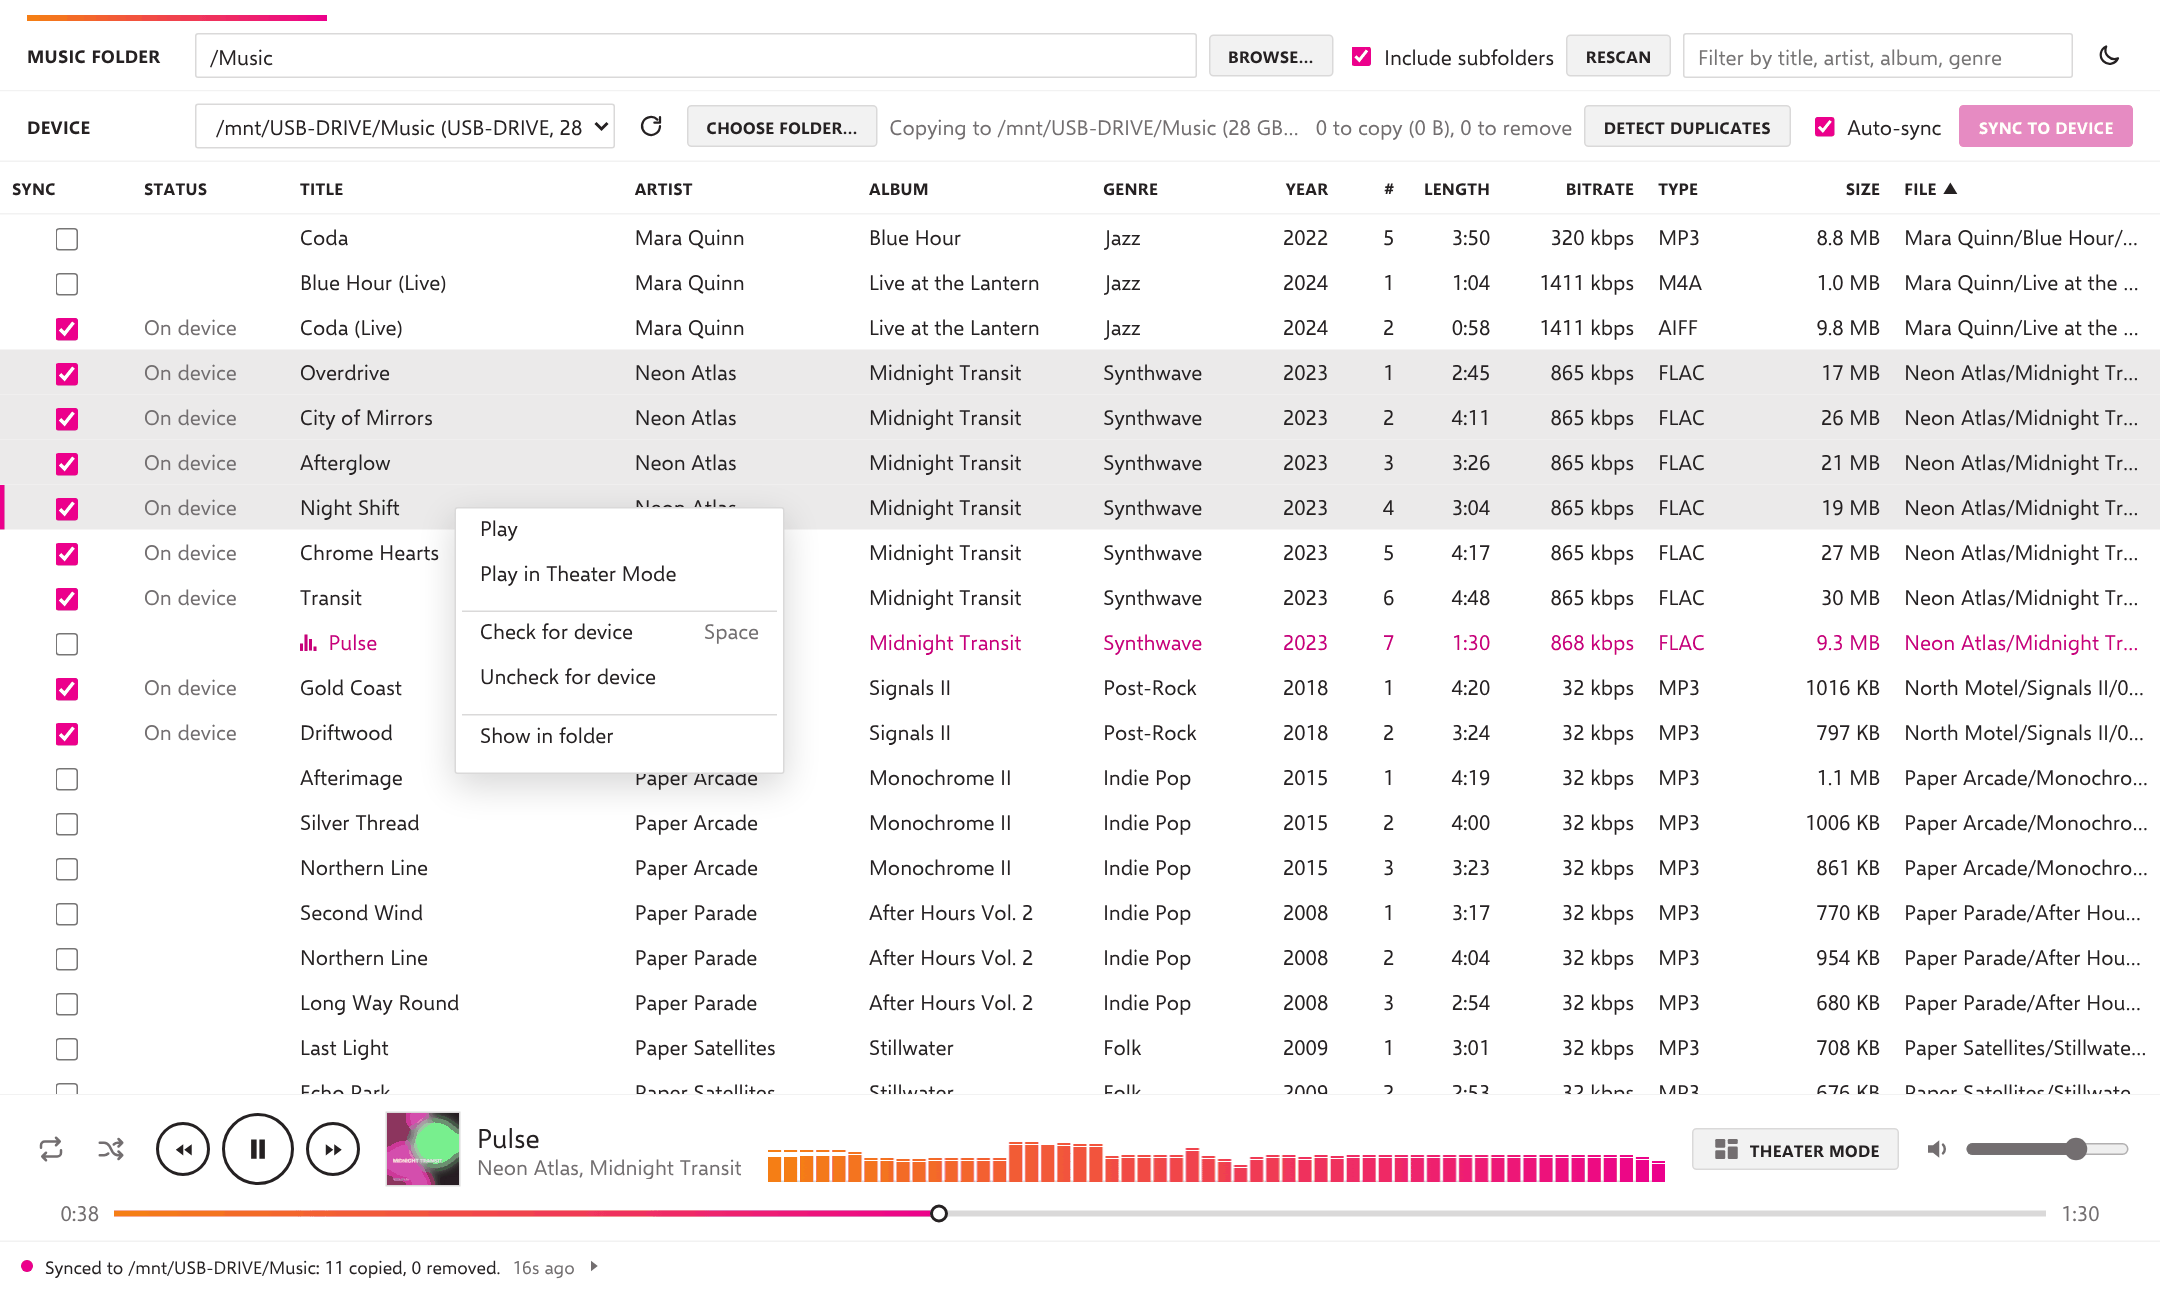 MUSIC FOLDER /Music BROWSE... Include subfolders RESCAN Filter by title, artist, album, genre
DEVICE /mnt/USB-DRIVE/Music (USB-DRIVE, 28 CHOOSE FOLDER... Copying to /mnt/USB-DRIVE/Music (28 GB... 0 to copy (0 B), 0 to remove DETECT DUPLICATES Auto-sync SYNC TO DEVICE
SYNC STATUS TITLE ARTIST ALBUM GENRE YEAR # LENGTH BITRATE TYPE SIZE FILE ▲
Coda Mara Quinn Blue Hour Jazz 2022 5 3:50 320 kbps MP3 8.8 MB Mara Quinn/Blue Hour/...
Blue Hour (Live) Mara Quinn Live at the Lantern Jazz 2024 1 1:04 1411 kbps M4A 1.0 MB Mara Quinn/Live at the ...
On device Coda (Live) Mara Quinn Live at the Lantern Jazz 2024 2 0:58 1411 kbps AIFF 9.8 MB Mara Quinn/Live at the ...
On device Overdrive Neon Atlas Midnight Transit Synthwave 2023 1 2:45 865 kbps FLAC 17 MB Neon Atlas/Midnight Tr...
On device City of Mirrors Neon Atlas Midnight Transit Synthwave 2023 2 4:11 865 kbps FLAC 26 MB Neon Atlas/Midnight Tr...
On device Afterglow Neon Atlas Midnight Transit Synthwave 2023 3 3:26 865 kbps FLAC 21 MB Neon Atlas/Midnight Tr...
On device Night Shift Neon Atlas Midnight Transit Synthwave 2023 4 3:04 865 kbps FLAC 19 MB Neon Atlas/Midnight Tr...
On device Chrome Hearts Midnight Transit Synthwave 2023 5 4:17 865 kbps FLAC 27 MB Neon Atlas/Midnight Tr...
On device Transit Midnight Transit Synthwave 2023 6 4:48 865 kbps FLAC 30 MB Neon Atlas/Midnight Tr...
Pulse Midnight Transit Synthwave 2023 7 1:30 868 kbps FLAC 9.3 MB Neon Atlas/Midnight Tr...
On device Gold Coast Signals II Post-Rock 2018 1 4:20 32 kbps MP3 1016 KB North Motel/Signals II/0...
On device Driftwood Signals II Post-Rock 2018 2 3:24 32 kbps MP3 797 KB North Motel/Signals II/0...
Afterimage Paper Arcade Monochrome II Indie Pop 2015 1 4:19 32 kbps MP3 1.1 MB Paper Arcade/Monochro...
Silver Thread Paper Arcade Monochrome II Indie Pop 2015 2 4:00 32 kbps MP3 1006 KB Paper Arcade/Monochro...
Northern Line Paper Arcade Monochrome II Indie Pop 2015 3 3:23 32 kbps MP3 861 KB Paper Arcade/Monochro...
Second Wind Paper Parade After Hours Vol. 2 Indie Pop 2008 1 3:17 32 kbps MP3 770 KB Paper Parade/After Hou...
Northern Line Paper Parade After Hours Vol. 2 Indie Pop 2008 2 4:04 32 kbps MP3 954 KB Paper Parade/After Hou...
Long Way Round Paper Parade After Hours Vol. 2 Indie Pop 2008 3 2:54 32 kbps MP3 680 KB Paper Parade/After Hou...
Last Light Paper Satellites Stillwater Folk 2009 1 3:01 32 kbps MP3 708 KB Paper Satellites/Stillwate...
Echo Park Paper Satellites Stillwater Folk 2009 2 2:53 32 kbps MP3 676 KB Paper Satellites/Stillwate...
Play
Play in Theater Mode
Check for device Space
Uncheck for device
Show in folder
MIDNIGHT TRANSIT
Pulse
Neon Atlas, Midnight Transit
THEATER MODE
0:38 1:30
Synced to /mnt/USB-DRIVE/Music: 11 copied, 0 removed. 16s ago